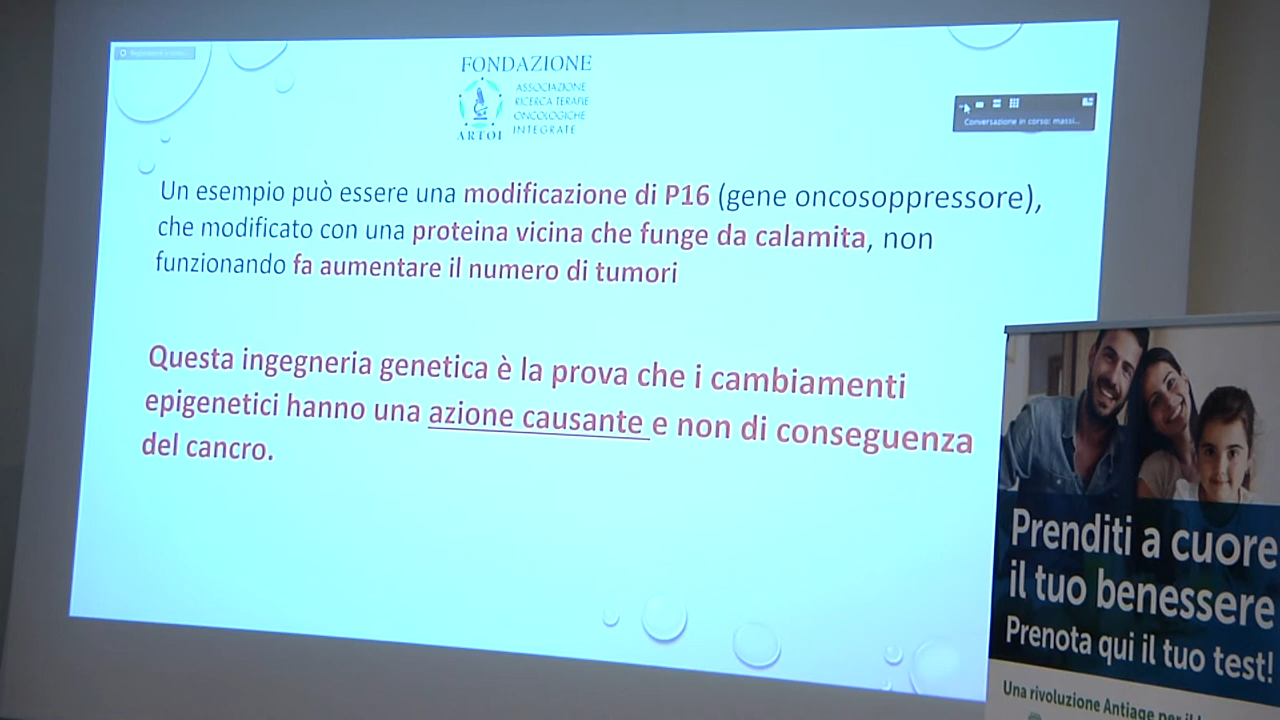 FONDAZIONE
ASSOCIAZIONE
RICERCA TERAPIE
ONCOLOGICHE
INTEGRATE
ARTOI
Conversazione in corso: massi...
Un esempio può essere una modificazione di P16 (gene oncosoppressore),
che modificato con una proteina vicina che funge da calamita, non
funzionando fa aumentare il numero di tumori
Questa ingegneria genetica è la prova che i cambiamenti
epigenetici hanno una azione causante e non di conseguenza
del cancro.
Prenditi a cuore
il tuo benessere
Prenota qui il tuo test!
Una rivoluzione Antiage per il